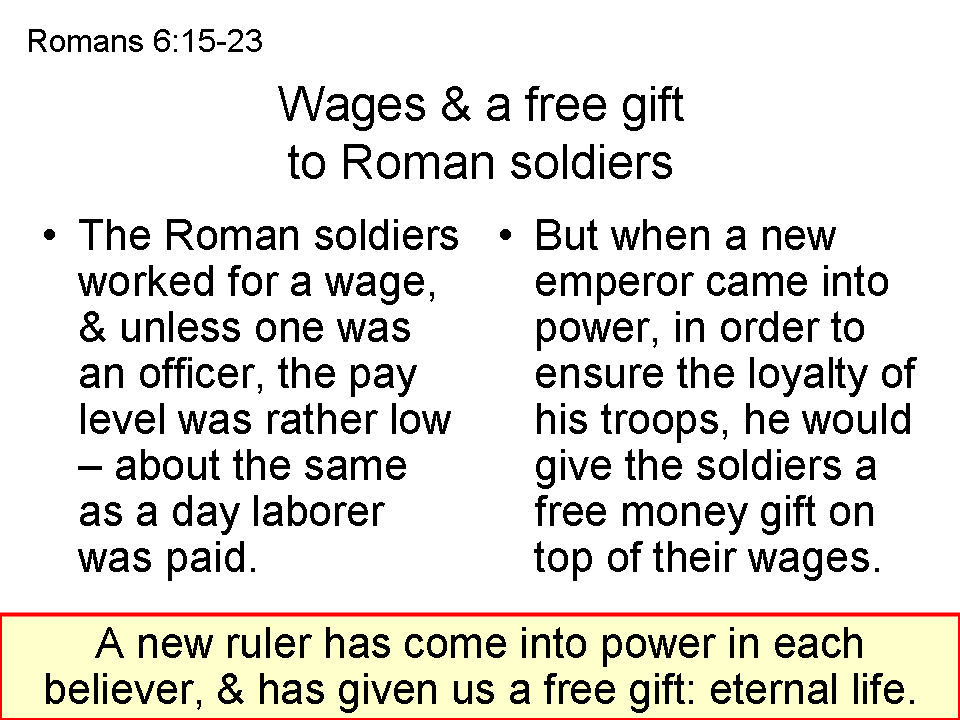 Romans 6:15-23
Wages & a free gift
to Roman soldiers
• The Roman soldiers
worked for a wage,
& unless one was
an officer, the pay
level was rather low
– about the same
as a day laborer
was paid.
• But when a new
emperor came into
power, in order to
ensure the loyalty of
his troops, he would
give the soldiers a
free money gift on
top of their wages.
A new ruler has come into power in each
believer, & has given us a free gift: eternal life.